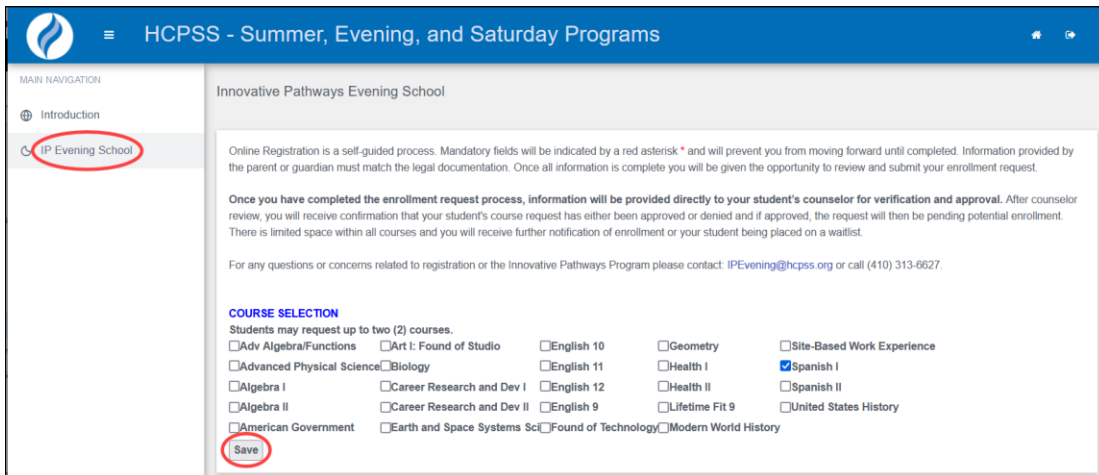 HCPSS - Summer, Evening, and Saturday Programs
MAIN NAVIGATION
Introduction
IP Evening School
Innovative Pathways Evening School
Online Registration is a self-guided process. Mandatory fields will be indicated by a red asterisk * and will prevent you from moving forward until completed. Information provided by
the parent or guardian must match the legal documentation. Once all information is complete you will be given the opportunity to review and submit your enrollment request.
Once you have completed the enrollment request process, information will be provided directly to your student's counselor for verification and approval. After counselor
review, you will receive confirmation that your student's course request has either been approved or denied and if approved, the request will then be pending potential enrollment.
There is limited space within all courses and you will receive further notification of enrollment or your student being placed on a waitlist.
For any questions or concerns related to registration or the Innovative Pathways Program please contact: IPEvening@hcpss.org or call (410) 313-6627.
COURSE SELECTION
Students may request up to two (2) courses.
Adv Algebra/Functions Art I: Found of Studio English 10 Geometry Site-Based Work Experience
Advanced Physical Science Biology English 11 Health I Spanish I
Algebra I Career Research and Dev I English 12 Health II Spanish II
Algebra II Career Research and Dev II English 9 Lifetime Fit 9 United States History
American Government Earth and Space Systems Sci Found of Technology Modern World History
Save